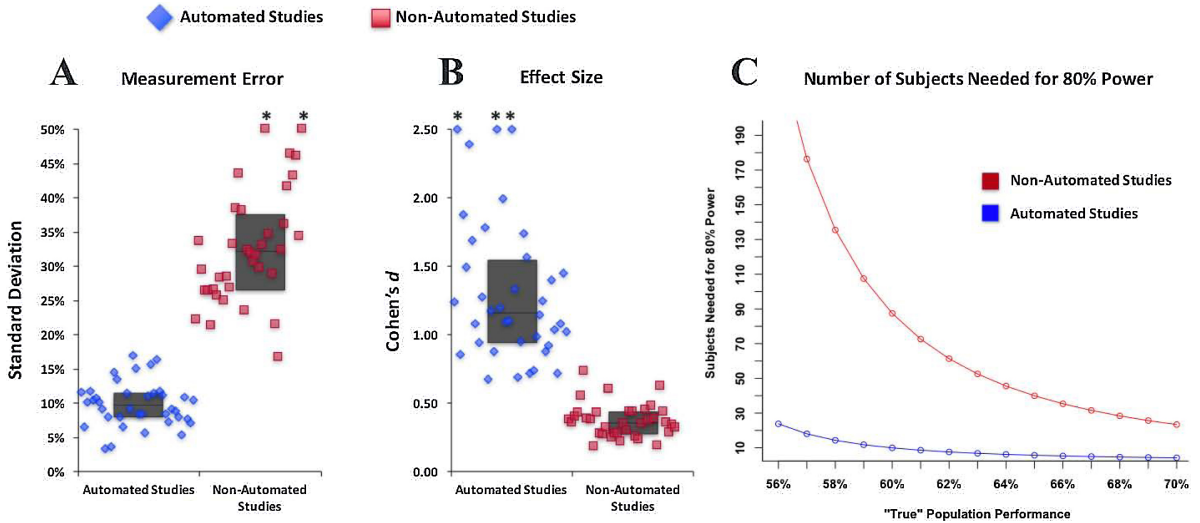 Automated Studies
Non-Automated Studies
A
Measurement Error
* *
50%
45%
40%
35%
30%
25%
20%
15%
10%
5%
0%
Standard Deviation
Automated Studies
Non-Automated
Studies
B
Effect Size
* * *
2.50
2.00
1.50
1.00
0.50
0.00
Cohen's d
Automated Studies
Non-Automated
Studies
C
Number of Subjects Needed for 80% Power
190
170
150
130
110
90
70
50
30
10
Subjects Needed for 80% Power
Non-Automated Studies
Automated Studies
56% 58% 60% 62% 64% 66% 68% 70%
"True" Population Performance